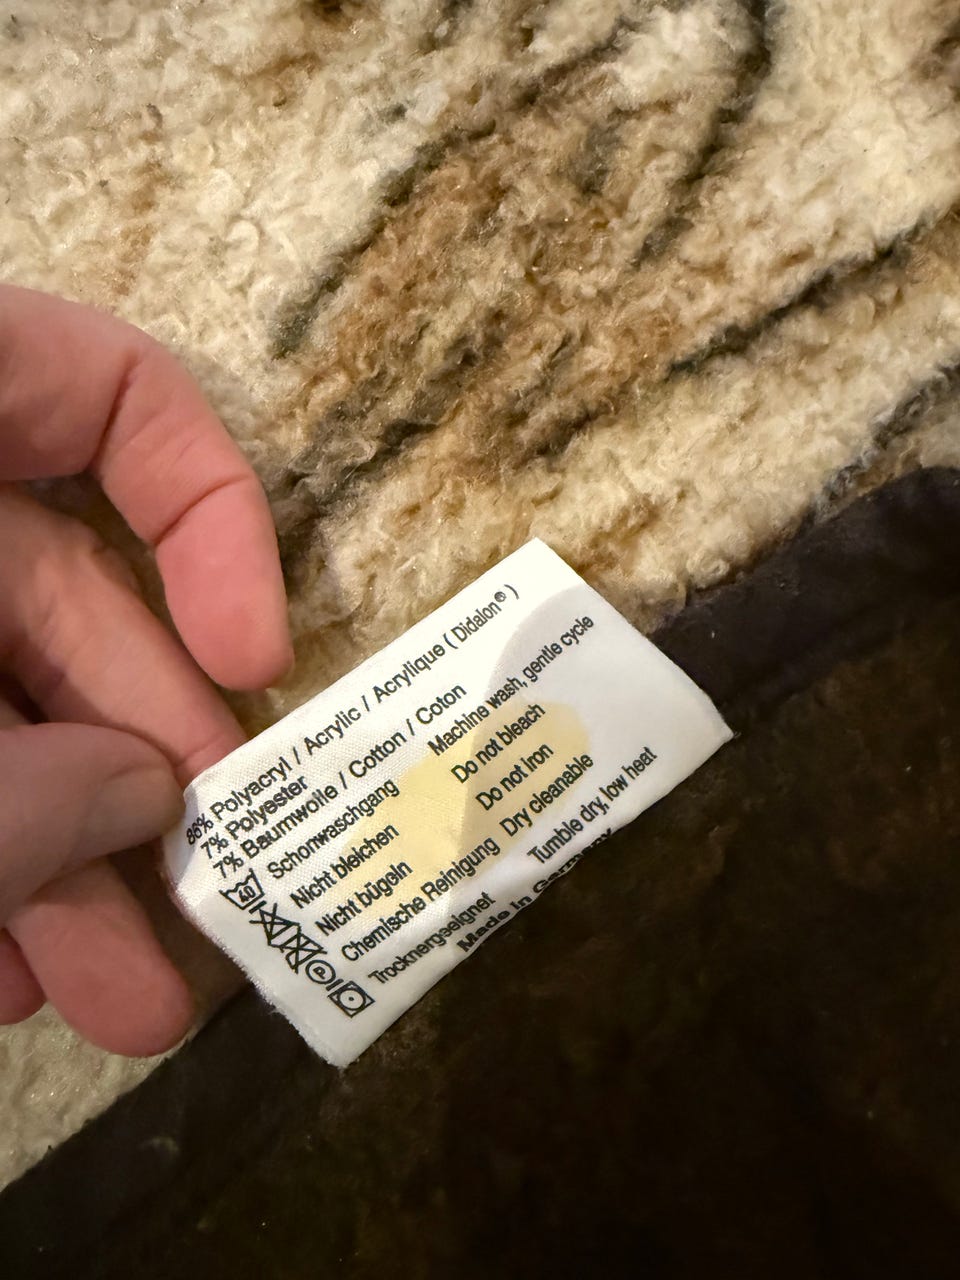 86% Polyacryl / Acrylic / Acrylique ( Didalon® )
7% Polyester
7% Baumwolle / Cotton / Coton
40 Schonwaschgang Machine wash, gentle cycle
Nicht bleichen Do not bleach
Nicht bügeln Do not iron
P Chemische Reinigung Dry cleanable
Trocknergeeignet Tumble dry, low heat
Made in Germany